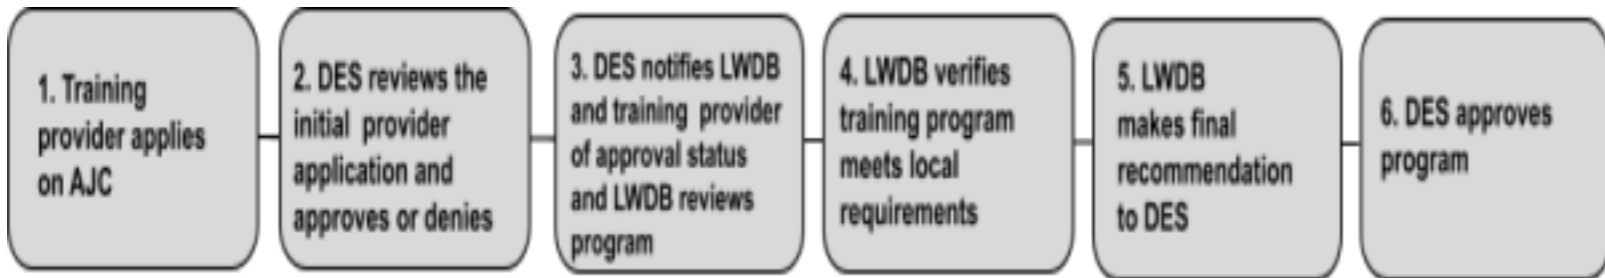 1. Training
provider applies
on AJC
2. DES reviews the
initial provider
application and
approves or denies
3. DES notifies LWDB
and training provider
of approval status
and LWDB reviews
program
4. LWDB verifies
training program
meets local
requirements
5. LWDB
makes final
recommendation
to DES
6. DES approves
program